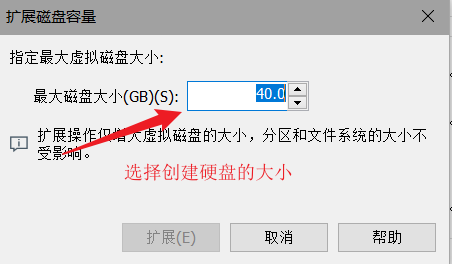 扩展磁盘容量
指定最大虚拟磁盘大小:
最大磁盘大小(GB)(S):
40.0
扩展操作仅增大虚拟磁盘的大小，分区和文件系统的大小不
受影响。
选择创建硬盘的大小
扩展(E)
取消
帮助